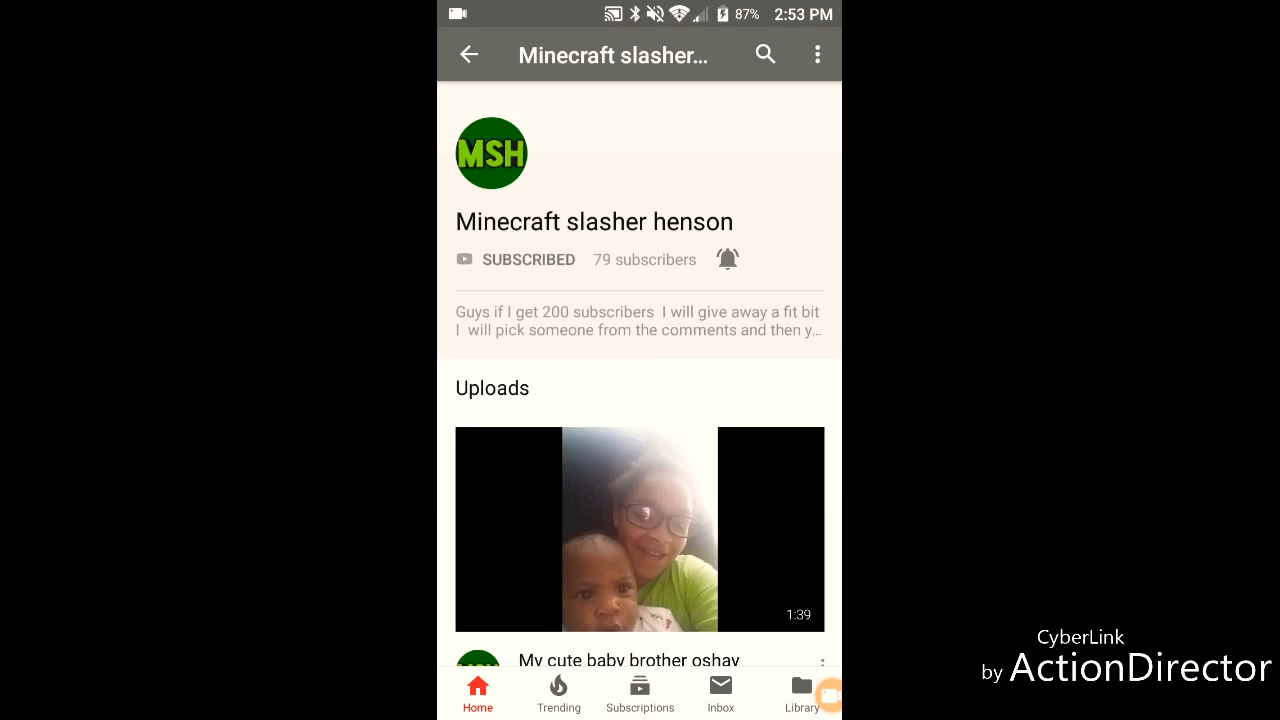 87% 2:53 PM
Minecraft slasher...
MSH
Minecraft slasher henson
SUBSCRIBED 79 subscribers
Guys if I get 200 subscribers I will give away a fit bit
I will pick someone from the comments and then y...
Uploads
1:39
MSH
My cute baby brother oshay
Home Trending Subscriptions Inbox Library
CyberLink
by ActionDirector